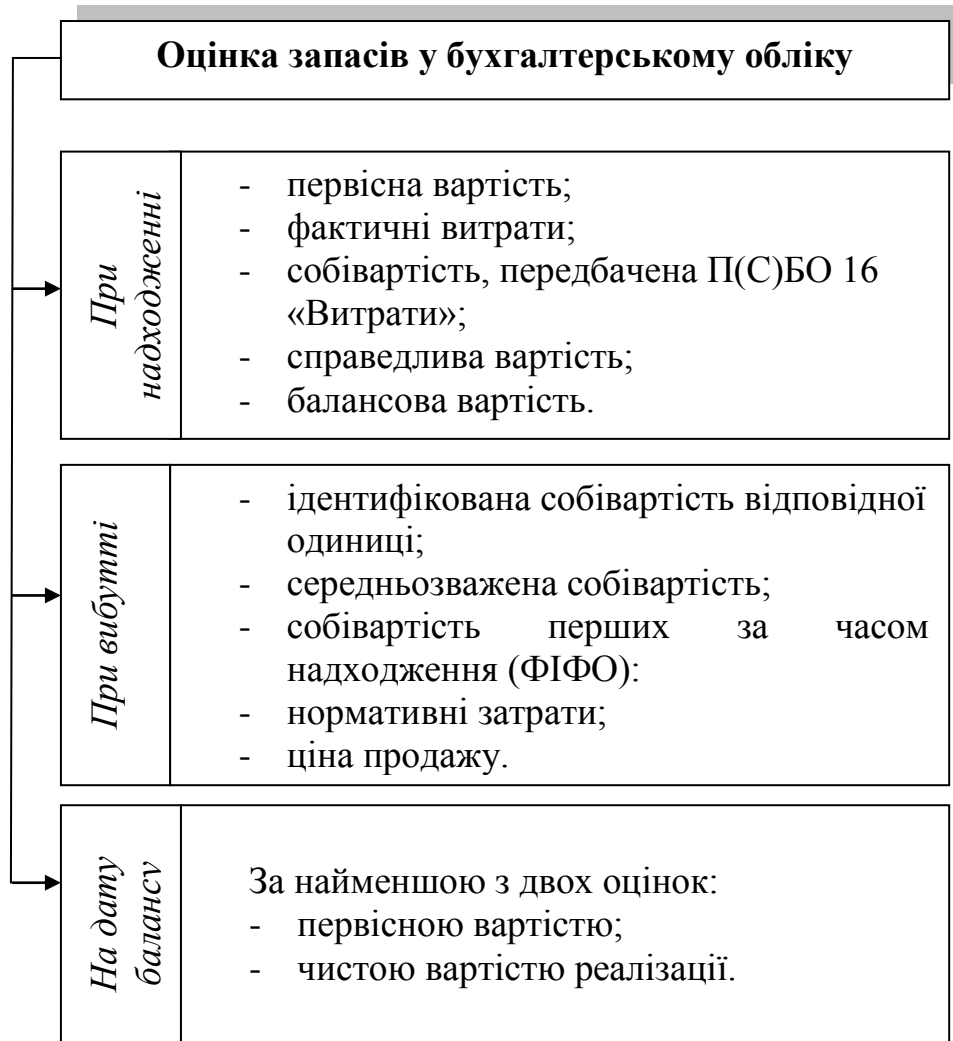 Оцінка запасів у бухгалтерському обліку
При
надходженні
- первісна вартість;
- фактичні витрати;
- собівартість, передбачена П(С)БО 16
«Витрати»;
- справедлива вартість;
- балансова вартість.
При вибутті
- ідентифікована собівартість відповідної
одиниці;
- середньозважена собівартість;
- собівартість перших за часом
надходження (ФІФО):
- нормативні затрати;
- ціна продажу.
На дату
балансу
За найменшою з двох оцінок:
- первісною вартістю;
- чистою вартістю реалізації.